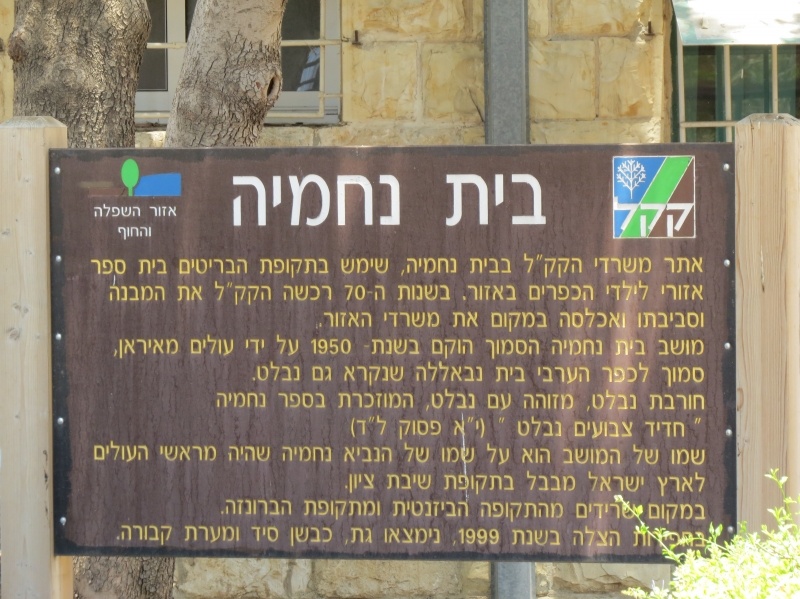 בית נחמיה
קקל
אזור השפלה
והחוף
אתר משרדי הקק"ל בבית נחמיה, שימש בתקופת הבריטים בית ספר
אזורי לילדי הכפרים באזור. בשנות ה-70 רכשה הקק"ל את המבנה
וסביבתו ואכלסה במקום את משרדי האזור.
מושב בית נחמיה הסמוך הוקם בשנת- 1950 על ידי עולים מאיראן,
סמוך לכפר הערבי בית נבאללה שנקרא גם נבלט.
חורבת נבלט, מזוהה עם נבלט, המוזכרת בספר נחמיה
" חדיד צבועים נבלט " (י"א פסוק ל"ד)
שמו של המושב הוא על שמו של הנביא נחמיה שהיה מראשי העולים
לארץ ישראל מבבל בתקופת שיבת ציון.
במקום שרידים מהתקופה הביזנטית ומתקופת הברונזה.
בחפירות הצלה בשנת 1999, נימצאו גת, כבשן סיד ומערת קבורה.